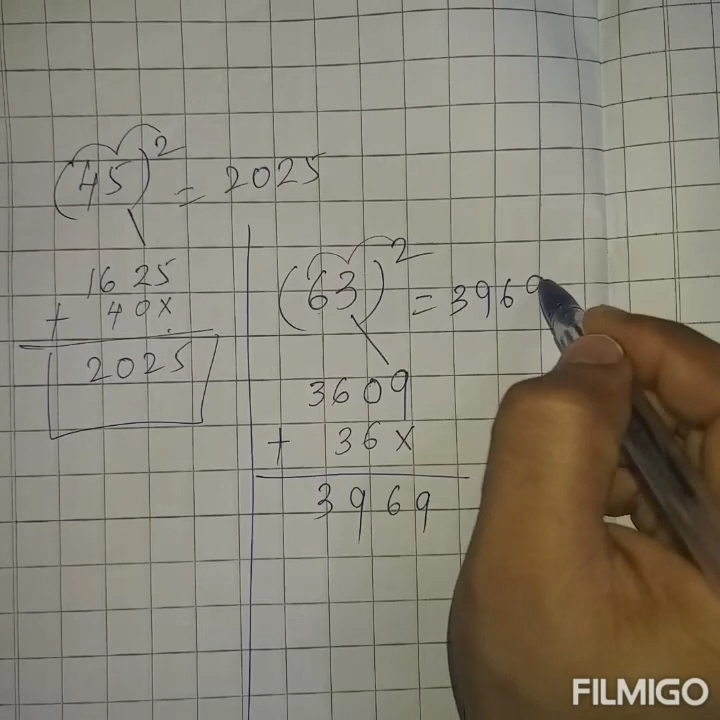 (45)² = 2025
1625
+ 40x
2025
(63)² = 3969
3609
+ 36x
3969
FILMIGO